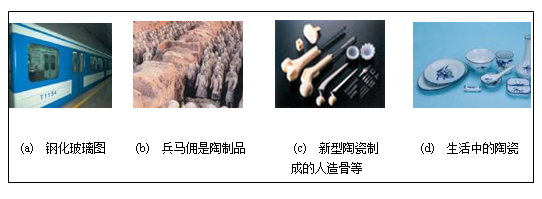 T1134
(a) 钢化玻璃图
(b) 兵马俑是陶制品
(c) 新型陶瓷制
成的人造骨等
(d) 生活中的陶瓷